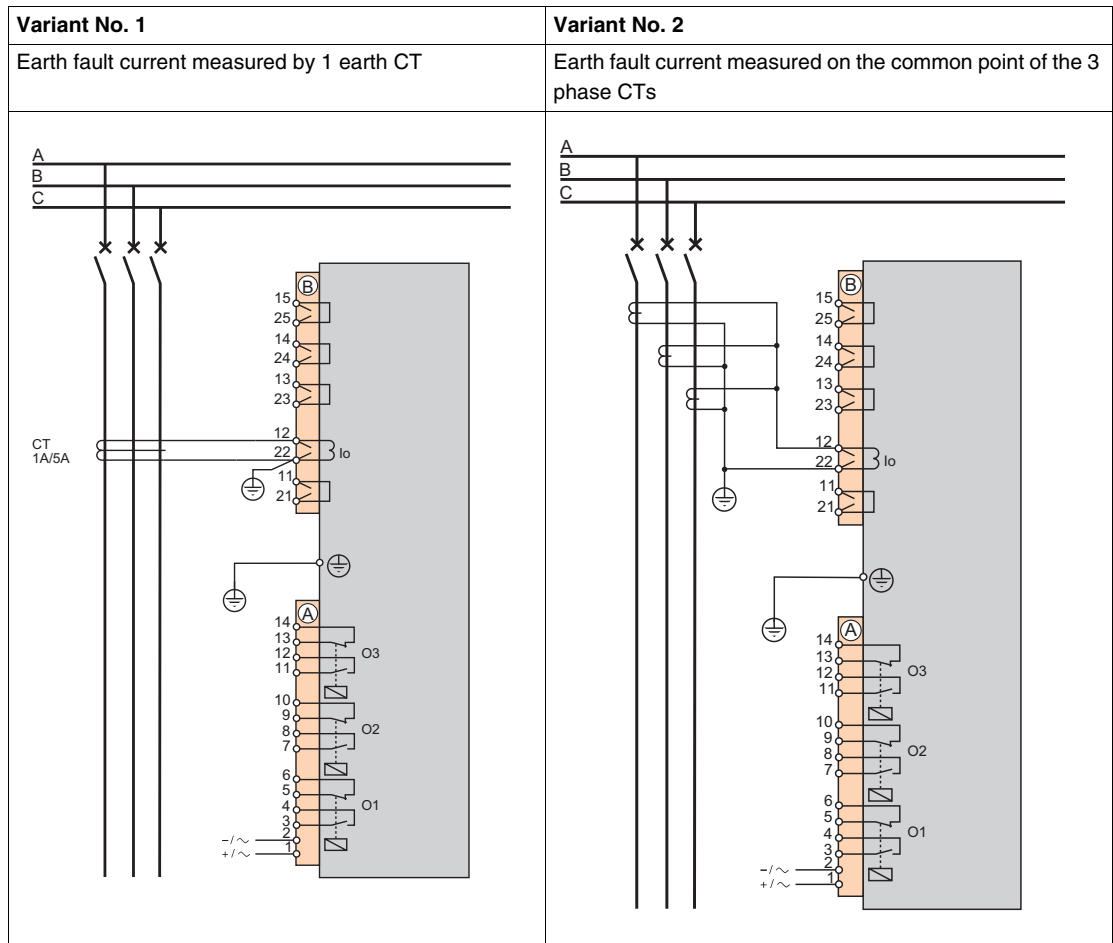 Variant No. 1
Earth fault current measured by 1 earth CT
A
B
C
B
15
25
14
24
13
23
CT
1A/5A
12
22
Io
11
21
A
14
13
12
11
O3
10
9
8
7
O2
6
5
4
3
O1
2
1
–/∼
+/∼
Variant No. 2
Earth fault current measured on the common point of the 3
phase CTs
A
B
C
B
15
25
14
24
13
23
12
22
Io
11
21
A
14
13
12
11
O3
10
9
8
7
O2
6
5
4
3
O1
2
1
–/∼
+/∼